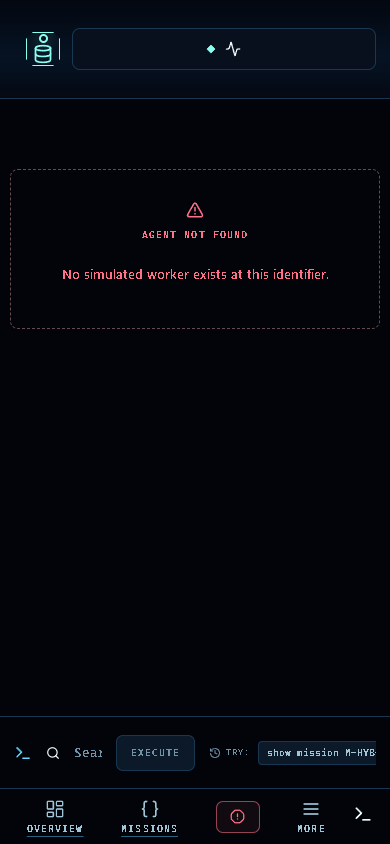 AGENT NOT FOUND
No simulated worker exists at this identifier.
Sear
EXECUTE
TRY:
show mission M-HYB
OVERVIEW
MISSIONS
MORE